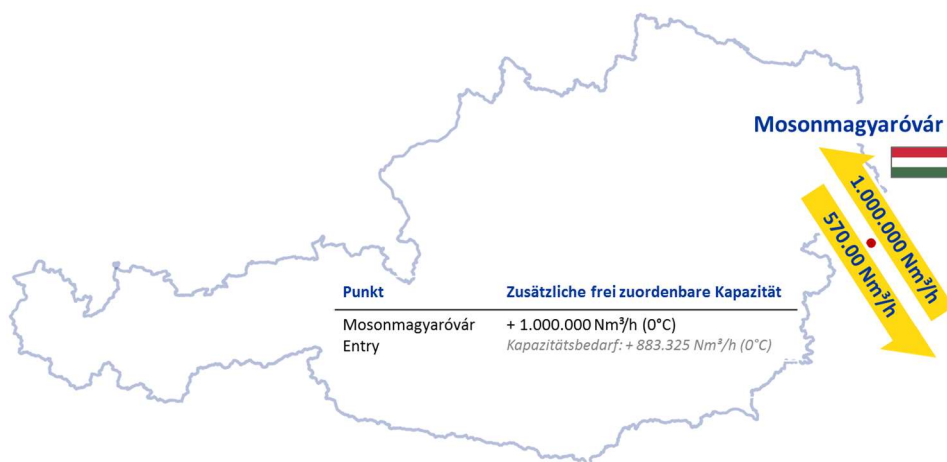 Mosonmagyaróvár
1.000.000 Nm³/h
570.00 Nm³/h
Punkt Zusätzliche frei zuordenbare Kapazität
Mosonmagyaróvár + 1.000.000 Nm³/h (0°C)
Entry Kapazitätsbedarf: + 883.325 Nm³/h (0°C)